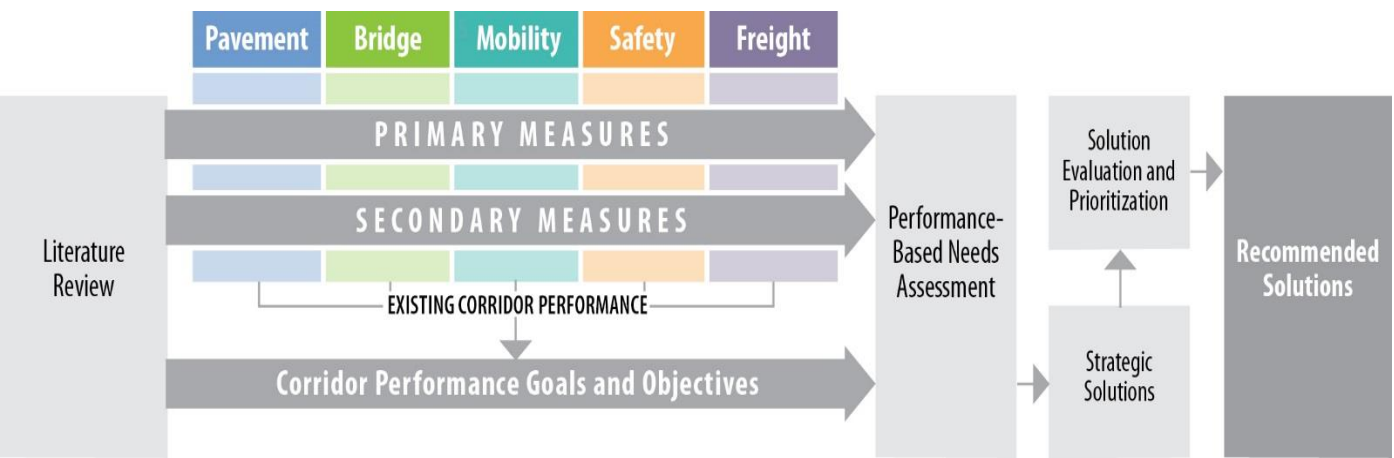 Pavement
Bridge
Mobility
Safety
Freight
PRIMARY MEASURES
SECONDARY MEASURES
EXISTING CORRIDOR PERFORMANCE
Corridor Performance Goals and Objectives
Literature
Review
Performance-
Based Needs
Assessment
Strategic
Solutions
Solution
Evaluation and
Prioritization
Recommended
Solutions